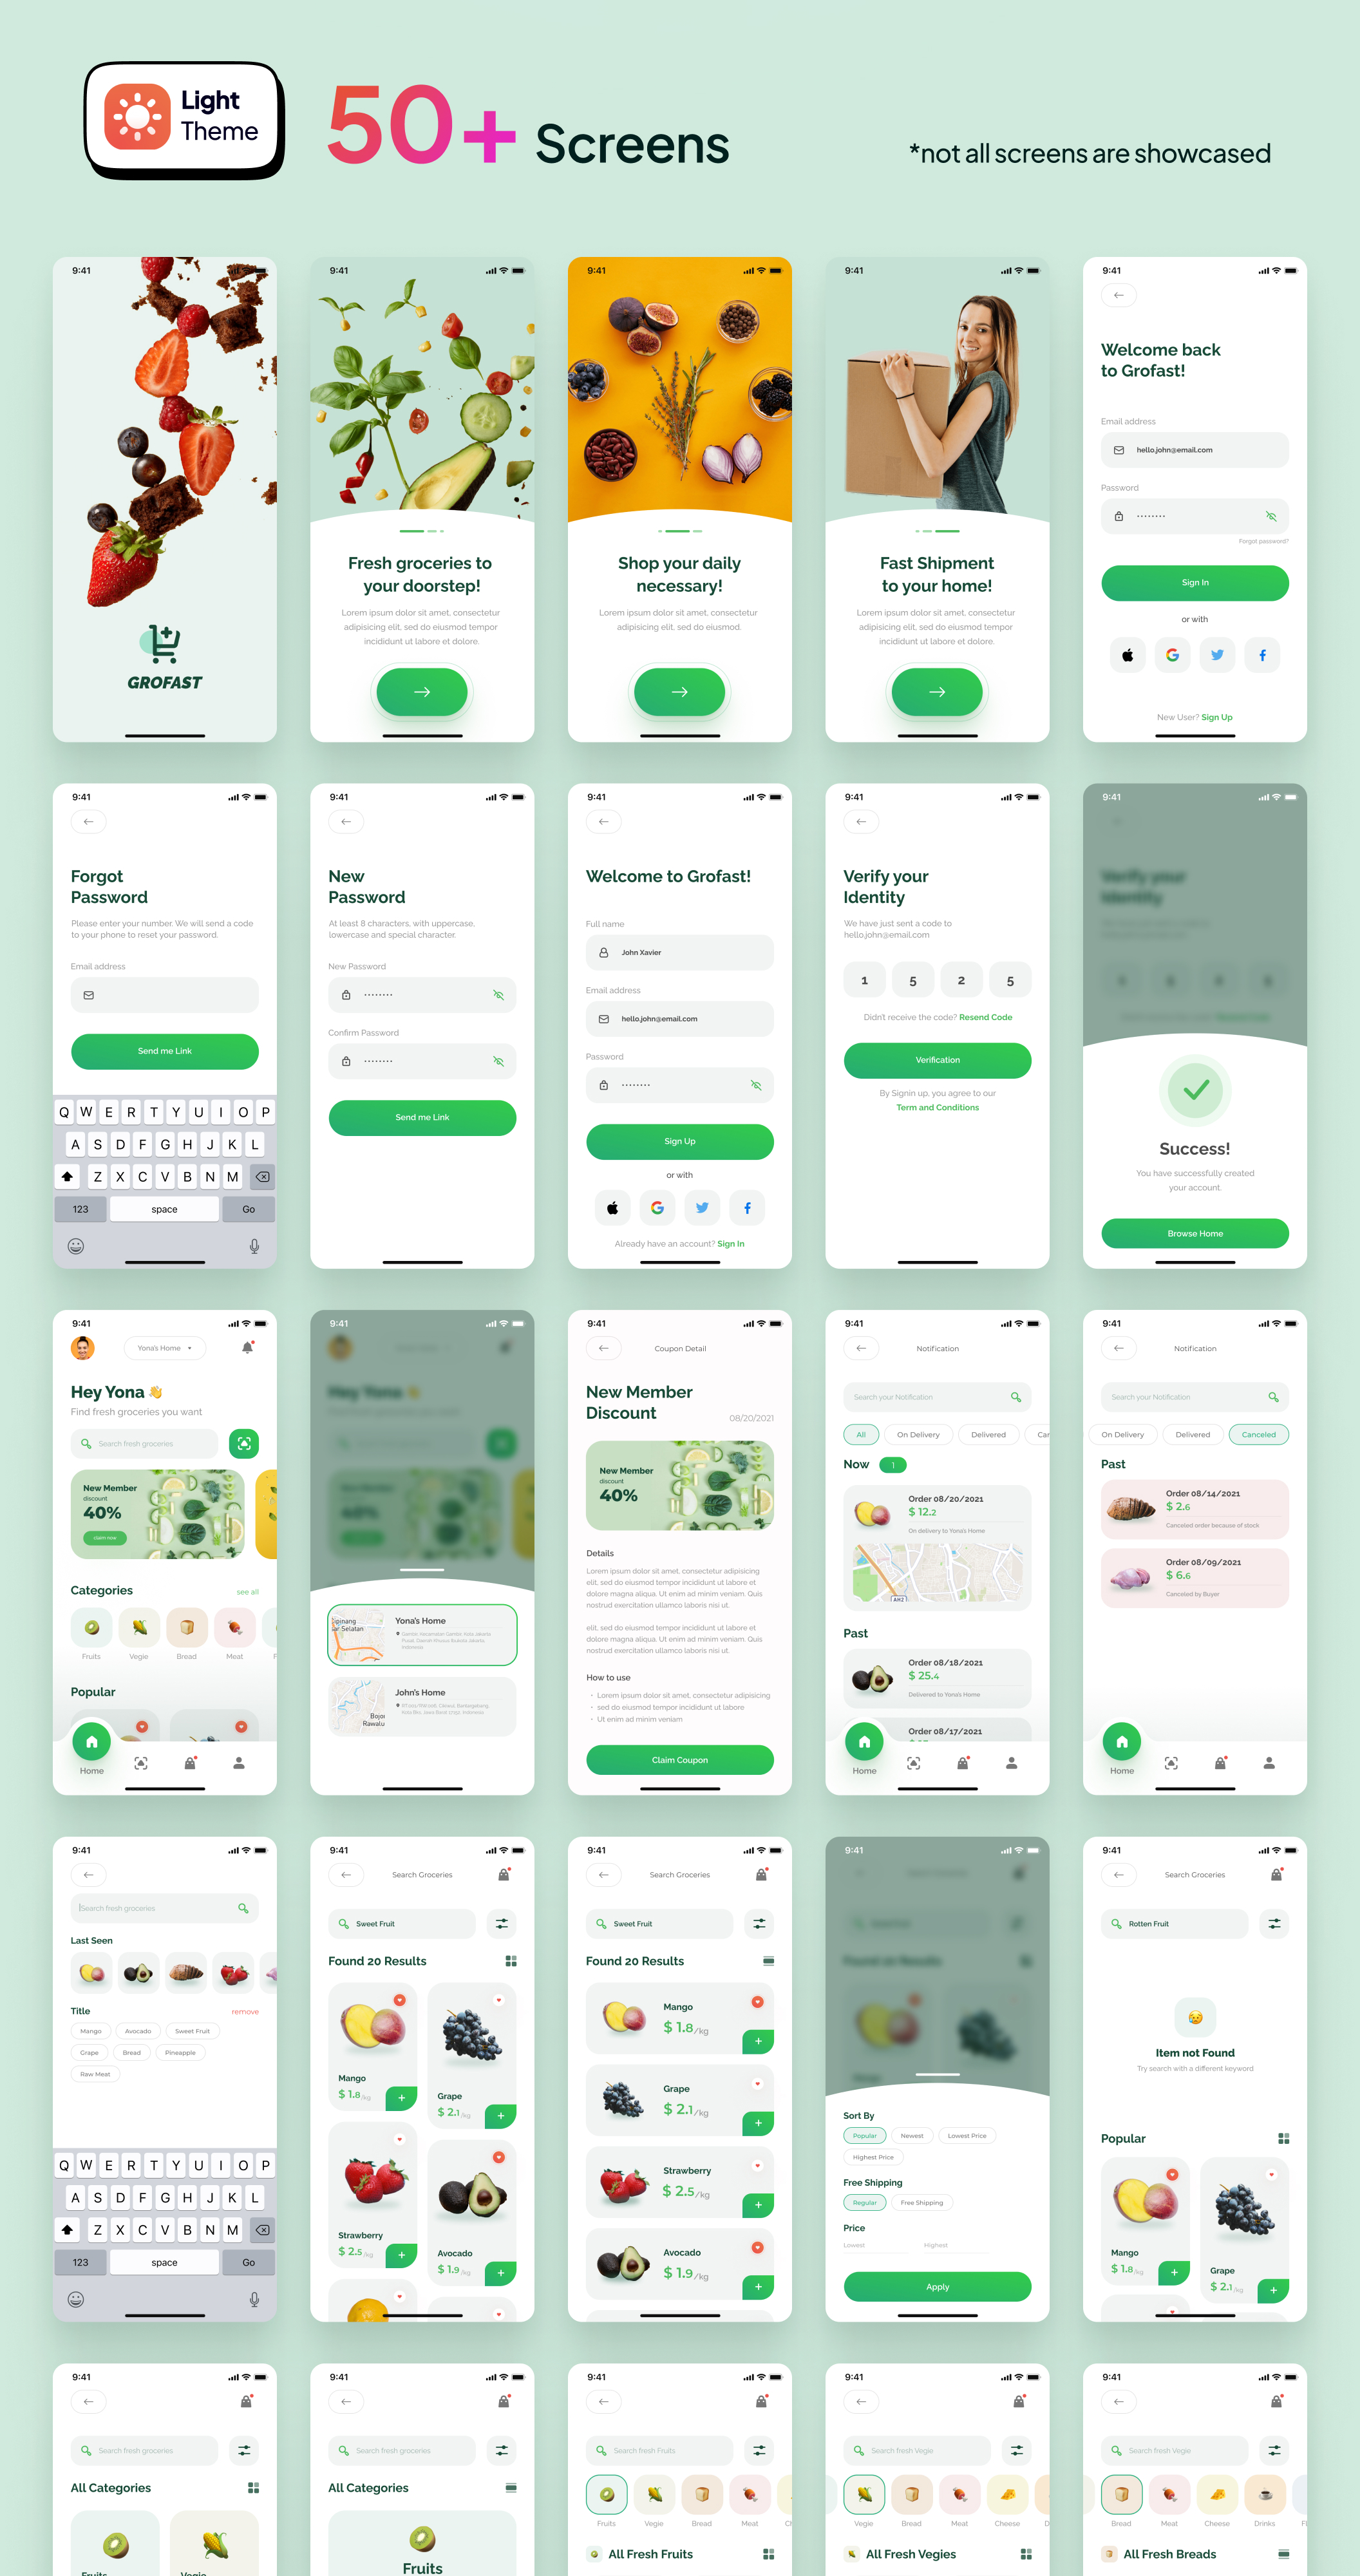 Light
Theme
50+ Screens
*not all screens are showcased
9:41
GROFAST
9:41
Fresh groceries to
your doorstep!
Lorem ipsum dolor sit amet, consectetur
adipisicing elit, sed do eiusmod tempor
incididunt ut labore et dolore.
9:41
Shop your daily
necessary!
Lorem ipsum dolor sit amet, consectetur
adipisicing elit, sed do eiusmod.
9:41
Fast Shipment
to your home!
Lorem ipsum dolor sit amet, consectetur
adipisicing elit, sed do eiusmod tempor
incididunt ut labore et dolore.
9:41
Welcome back
to Grofast!
Email address
hello.john@email.com
Password
Forgot password?
Sign In
or with
New User? Sign Up
9:41
Forgot
Password
Please enter your number. We will send a code
to your phone to reset your password.
Email address
Send me Link
Q W E R T Y U I O P
A S D F G H J K L
Z X C V B N M
123 space Go
9:41
New
Password
At least 8 characters, with uppercase,
lowercase and special character.
New Password
Confirm Password
Send me Link
9:41
Welcome to Grofast!
Full name
John Xavier
Email address
hello.john@email.com
Password
Sign Up
or with
Already have an account? Sign In
9:41
Verify your
Identity
We have just sent a code to
hello.john@email.com
1 5 2 5
Didn't receive the code? Resend Code
Verification
By Signin up, you agree to our
Term and Conditions
9:41
Verify your
Identity
Success!
You have successfully created
your account.
Browse Home
9:41
Yona's Home
Hey Yona
Find fresh groceries you want
Search fresh groceries
New Member
discount
40%
claim now
Categories see all
Fruits Vegie Bread Meat F
Popular
Home
9:41
Hey Yona
Yona's Home
John's Home
9:41
Coupon Detail
New Member
Discount 08/20/2021
New Member
discount
40%
Details
Lorem ipsum dolor sit amet, consectetur adipisicing
elit, sed do eiusmod tempor incididunt ut labore et
dolore magna aliqua. Ut enim ad minim veniam. Quis
nostrud exercitation ullamco laboris nisi ut.
elit, sed do eiusmod tempor incididunt ut labore et
dolore magna aliqua. Ut enim ad minim veniam. Quis
nostrud exercitation ullamco laboris nisi ut.
How to use
• Lorem ipsum dolor sit amet, consectetur adipisicing
• sed do eiusmod tempor incididunt ut labore
• Ut enim ad minim veniam
Claim Coupon
9:41
Notification
Search your Notification
All On Delivery Delivered Car
Now 1
Order 08/20/2021
$ 12.2
On delivery to Yona's Home
AH2
Past
Order 08/18/2021
$ 25.4
Delivered to Yona's Home
Order 08/17/2021
Home
9:41
Notification
Search your Notification
On Delivery Delivered Canceled
Past
Order 08/14/2021
$ 2.6
Canceled order because of stock
Order 08/09/2021
$ 6.6
Canceled by Buyer
Home
9:41
Search fresh groceries
Last Seen
Title remove
Mango Avocado Sweet Fruit
Grape Bread Pineapple
Raw Meat
Q W E R T Y U I O P
A S D F G H J K L
Z X C V B N M
123 space Go
9:41
Search Groceries
Sweet Fruit
Found 20 Results
Mango
$ 1.8/kg
Grape
$ 2.1/kg
Strawberry
$ 2.5/kg
Avocado
$ 1.9/kg
9:41
Search Groceries
Sweet Fruit
Found 20 Results
Mango
$ 1.8/kg
Grape
$ 2.1/kg
Strawberry
$ 2.5/kg
Avocado
$ 1.9/kg
9:41
Sort By
Popular Newest Lowest Price
Highest Price
Free Shipping
Regular Free Shipping
Price
Lowest Highest
Apply
9:41
Search Groceries
Rotten Fruit
Item not Found
Try search with a different keyword
Popular
Mango
$ 1.8/kg
Grape
$ 2.1/kg
9:41
Search fresh groceries
All Categories
Fruits Vegie
9:41
Search fresh groceries
All Categories
Fruits
9:41
Search fresh Fruits
Fruits Vegie Bread Meat Ch
All Fresh Fruits
9:41
Search fresh Vegie
Vegie Bread Meat Cheese D
All Fresh Vegies
9:41
Search fresh Vegie
Bread Meat Cheese Drinks Fi
All Fresh Breads